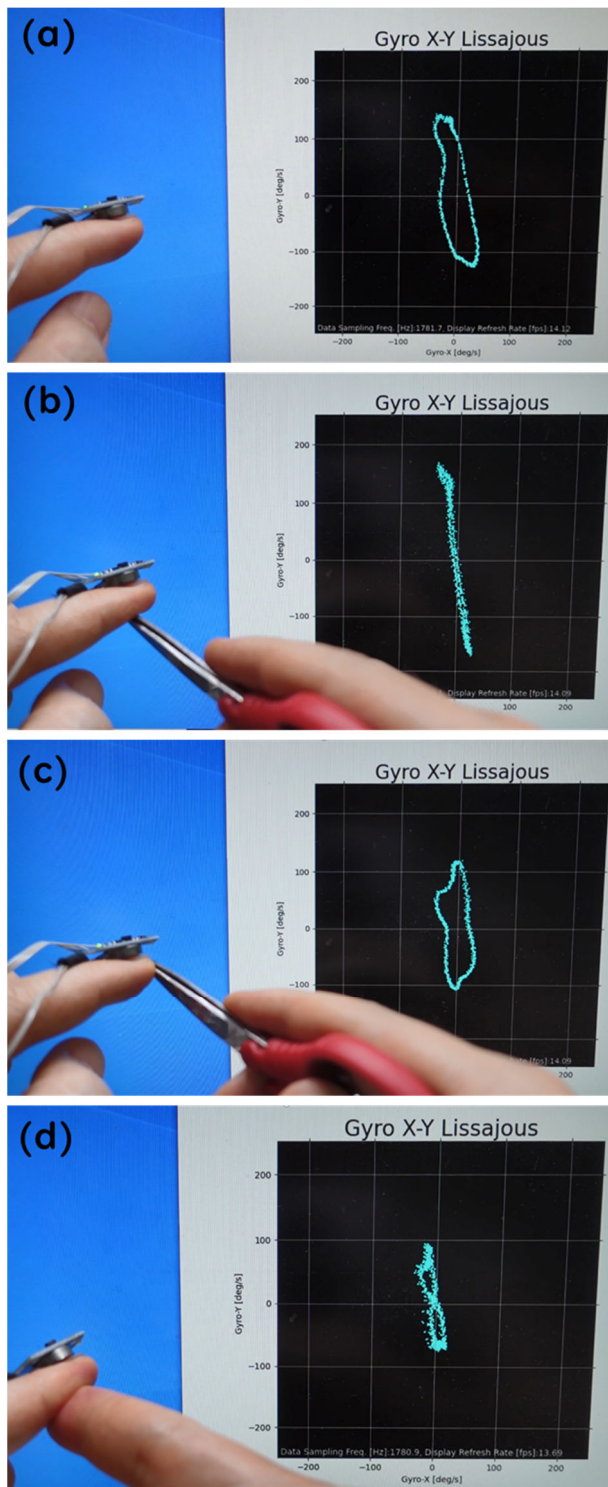 (a)
Gyro X-Y Lissajous
200
100
0
-100
-200
Gyro-Y [deg/s]
Data Sampling Freq. [Hz]:1781.7, Display Refresh Rate [fps]:14.12
-200 -100 0 100 200
Gyro-X [deg/s]
(b)
Gyro X-Y Lissajous
200
100
0
-100
Gyro-Y [deg/s]
Display Refresh Rate [fps]:14.09
200
(c)
Gyro X-Y Lissajous
200
100
0
-100
Gyro-Y [deg/s]
Rate [fps]:14.09
200
(d)
Gyro X-Y Lissajous
200
100
0
-100
-200
Gyro-Y [deg/s]
Data Sampling Freq. [Hz]:1780.9, Display Refresh Rate [fps]:13.69
-200 -100 0 100 200
Gyro-X [deg/s]